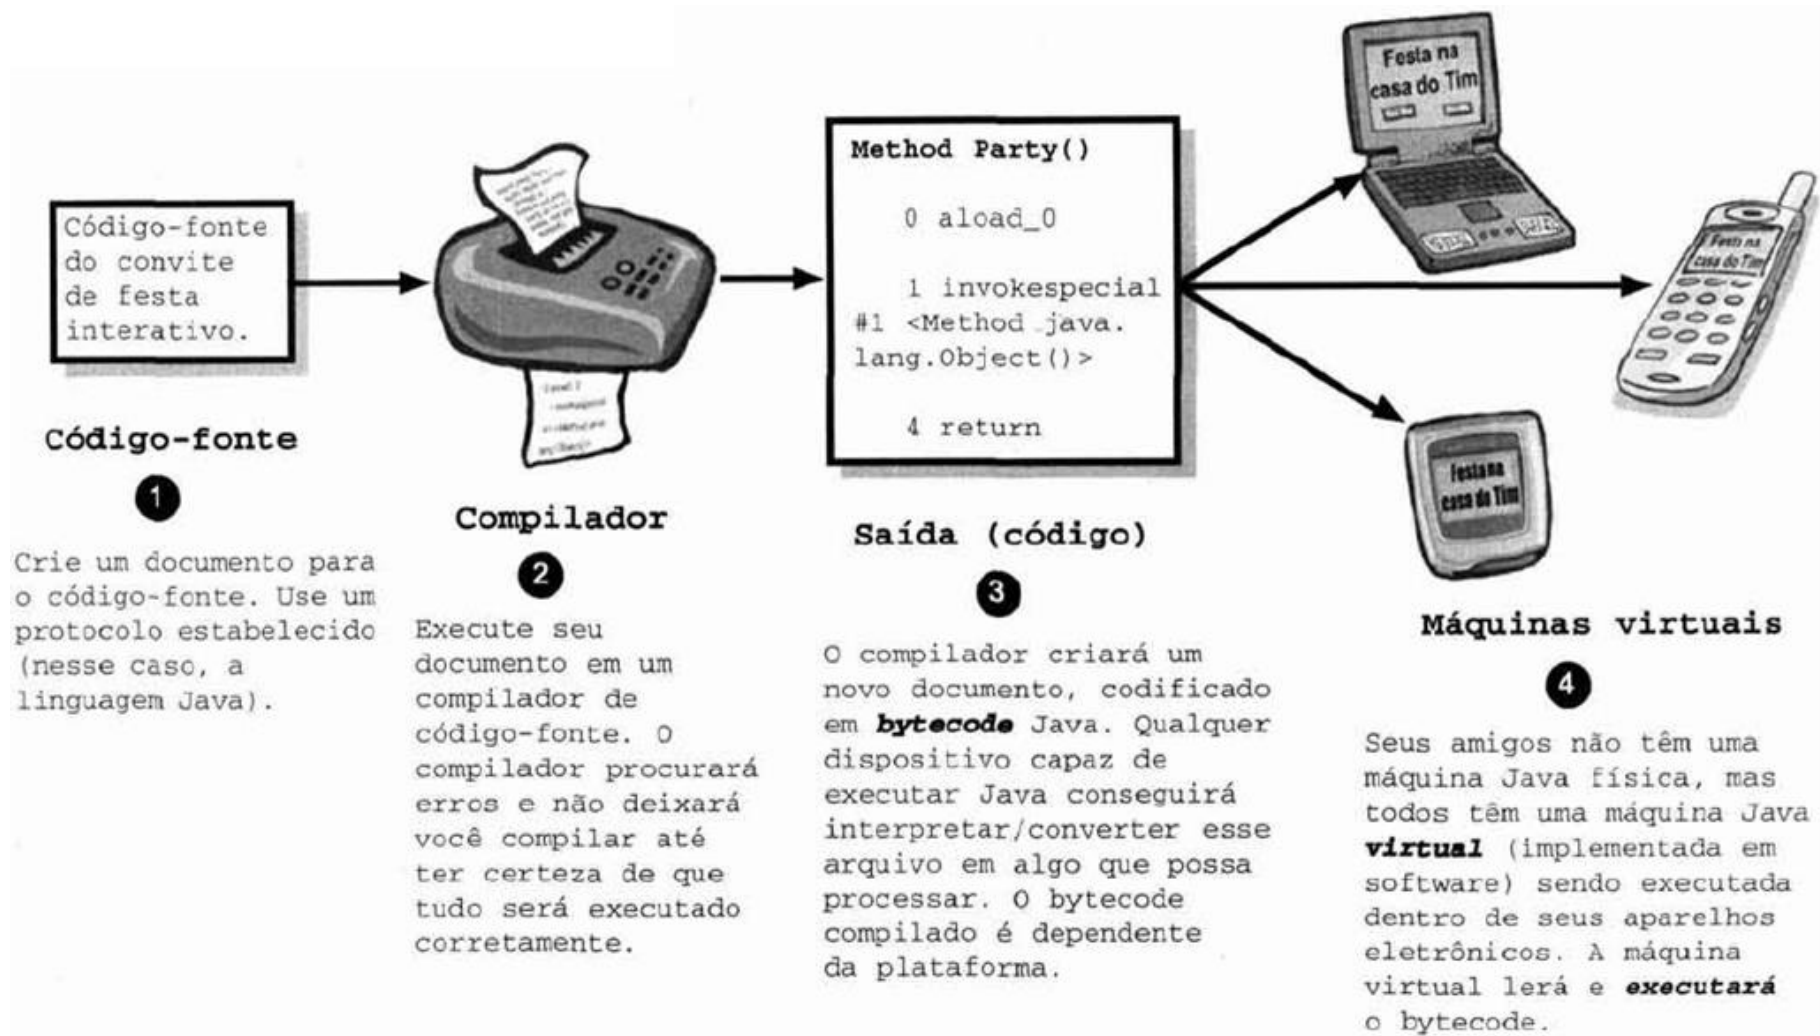 Código-fonte
do convite
de festa
interativo.
Código-fonte
1
Crie um documento para
o código-fonte. Use um
protocolo estabelecido
(nesse caso, a
linguagem Java).
Compilador
2
Execute seu
documento em um
compilador de
código-fonte. O
compilador procurará
erros e não deixará
você compilar até
ter certeza de que
tudo será executado
corretamente.
Method Party()
0 aload_0
1 invokespecial
#1 <Method java.
lang.Object()>
4 return
Saída (código)
3
O compilador criará um
novo documento, codificado
em bytecode Java. Qualquer
dispositivo capaz de
executar Java conseguirá
interpretar/converter esse
arquivo em algo que possa
processar. O bytecode
compilado é dependente
da plataforma.
Festa na
casa do Tim
Festa na
casa do Tim
Festa na
casa do Tim
Máquinas virtuais
4
Seus amigos não têm uma
máquina Java física, mas
todos têm uma máquina Java
virtual (implementada em
software) sendo executada
dentro de seus aparelhos
eletrônicos. A máquina
virtual lerá e executará
o bytecode.